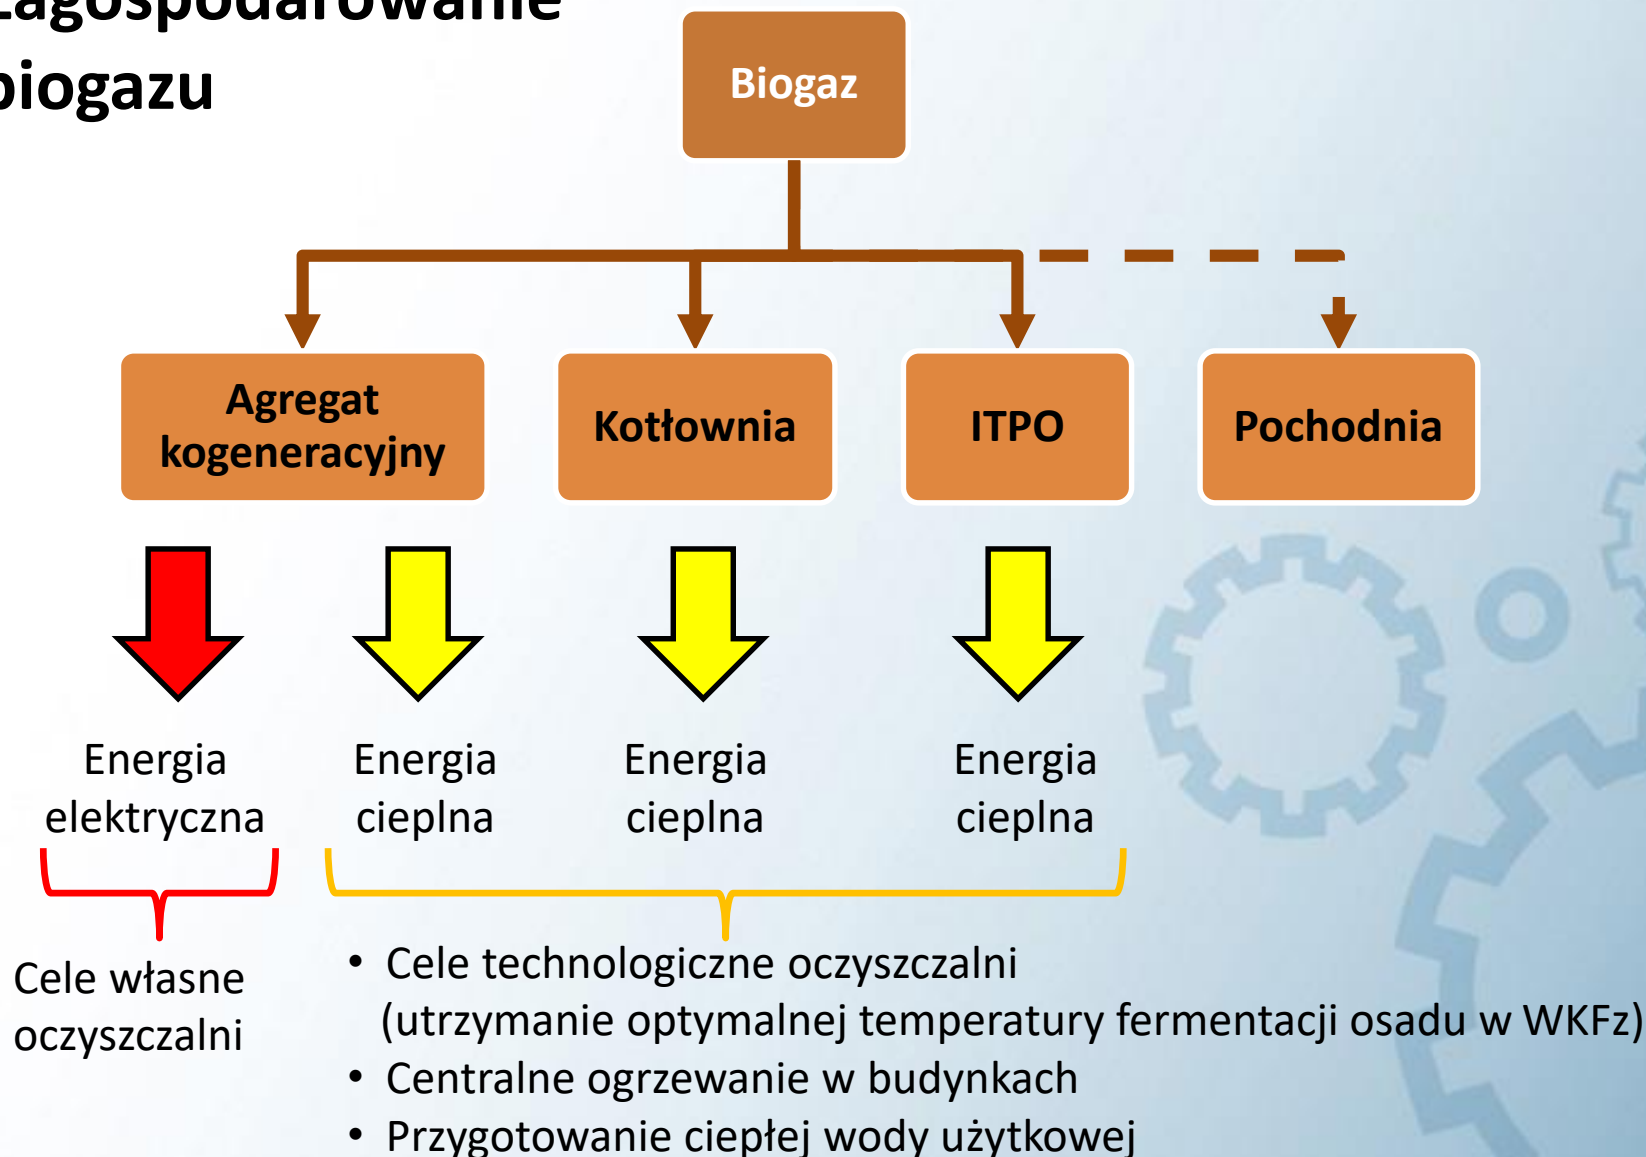 zagospodarowanie
biogazu
Biogaz
Agregat
kogeneracyjny
Kotłownia
ITPO
Pochodnia
Energia
elektryczna
Energia
cieplna
Energia
cieplna
Energia
cieplna
Cele własne
oczyszczalni
• Cele technologiczne oczyszczalni
(utrzymanie optymalnej temperatury fermentacji osadu w WKFz)
• Centralne ogrzewanie w budynkach
• Przygotowanie ciepłej wody użytkowej